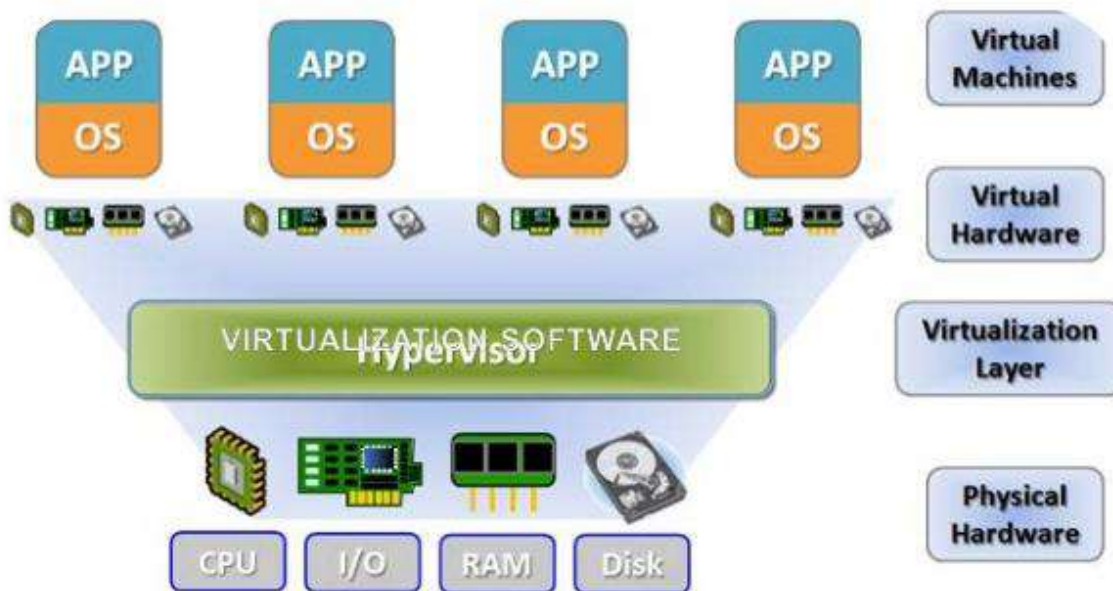 APP APP APP APP
OS OS OS OS
Virtual
Machines
Virtual
Hardware
VIRTUALIZATION SOFTWARE
Hypervisor
Virtualization
Layer
Physical
Hardware
CPU I/O RAM Disk